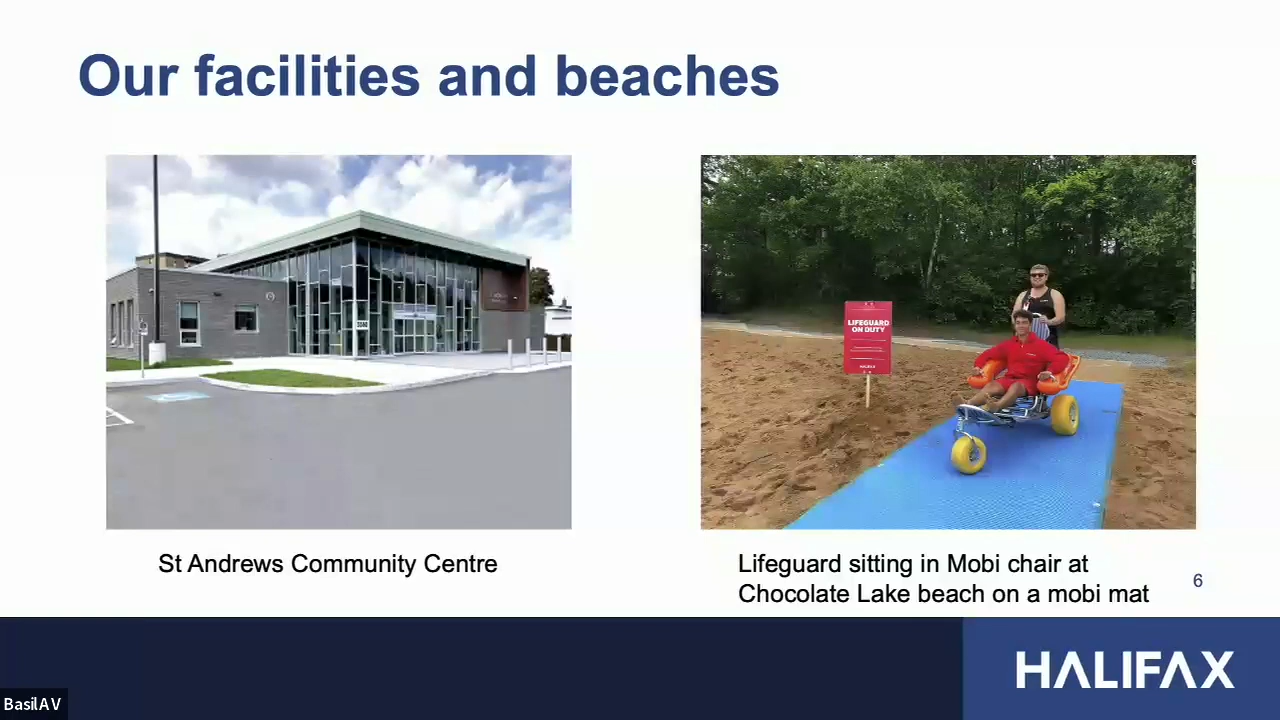 Our facilities and beaches
LIFEGUARD
ON DUTY
HALIFAX
St Andrews Community Centre
Lifeguard sitting in Mobi chair at
Chocolate Lake beach on a mobi mat
6
HALIFAX
BasilAV